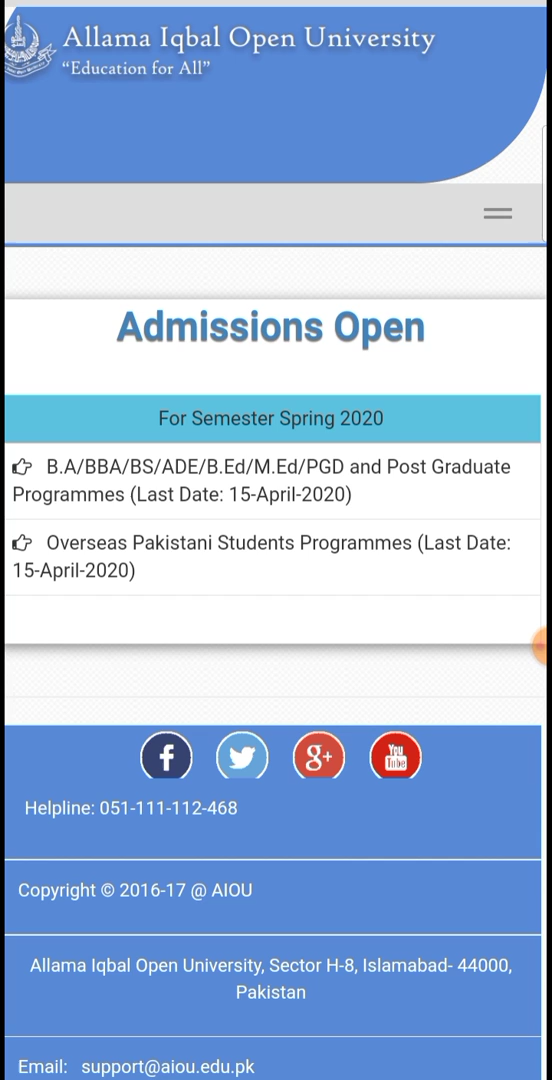 Allama Iqbal Open University
“Education for All”
Admissions Open
For Semester Spring 2020
B.A/BBA/BS/ADE/B.Ed/M.Ed/PGD and Post Graduate
Programmes (Last Date: 15-April-2020)
Overseas Pakistani Students Programmes (Last Date:
15-April-2020)
f
g+
You
Tube
Helpline: 051-111-112-468
Copyright © 2016-17 @ AIOU
Allama Iqbal Open University, Sector H-8, Islamabad- 44000,
Pakistan
Email: support@aiou.edu.pk